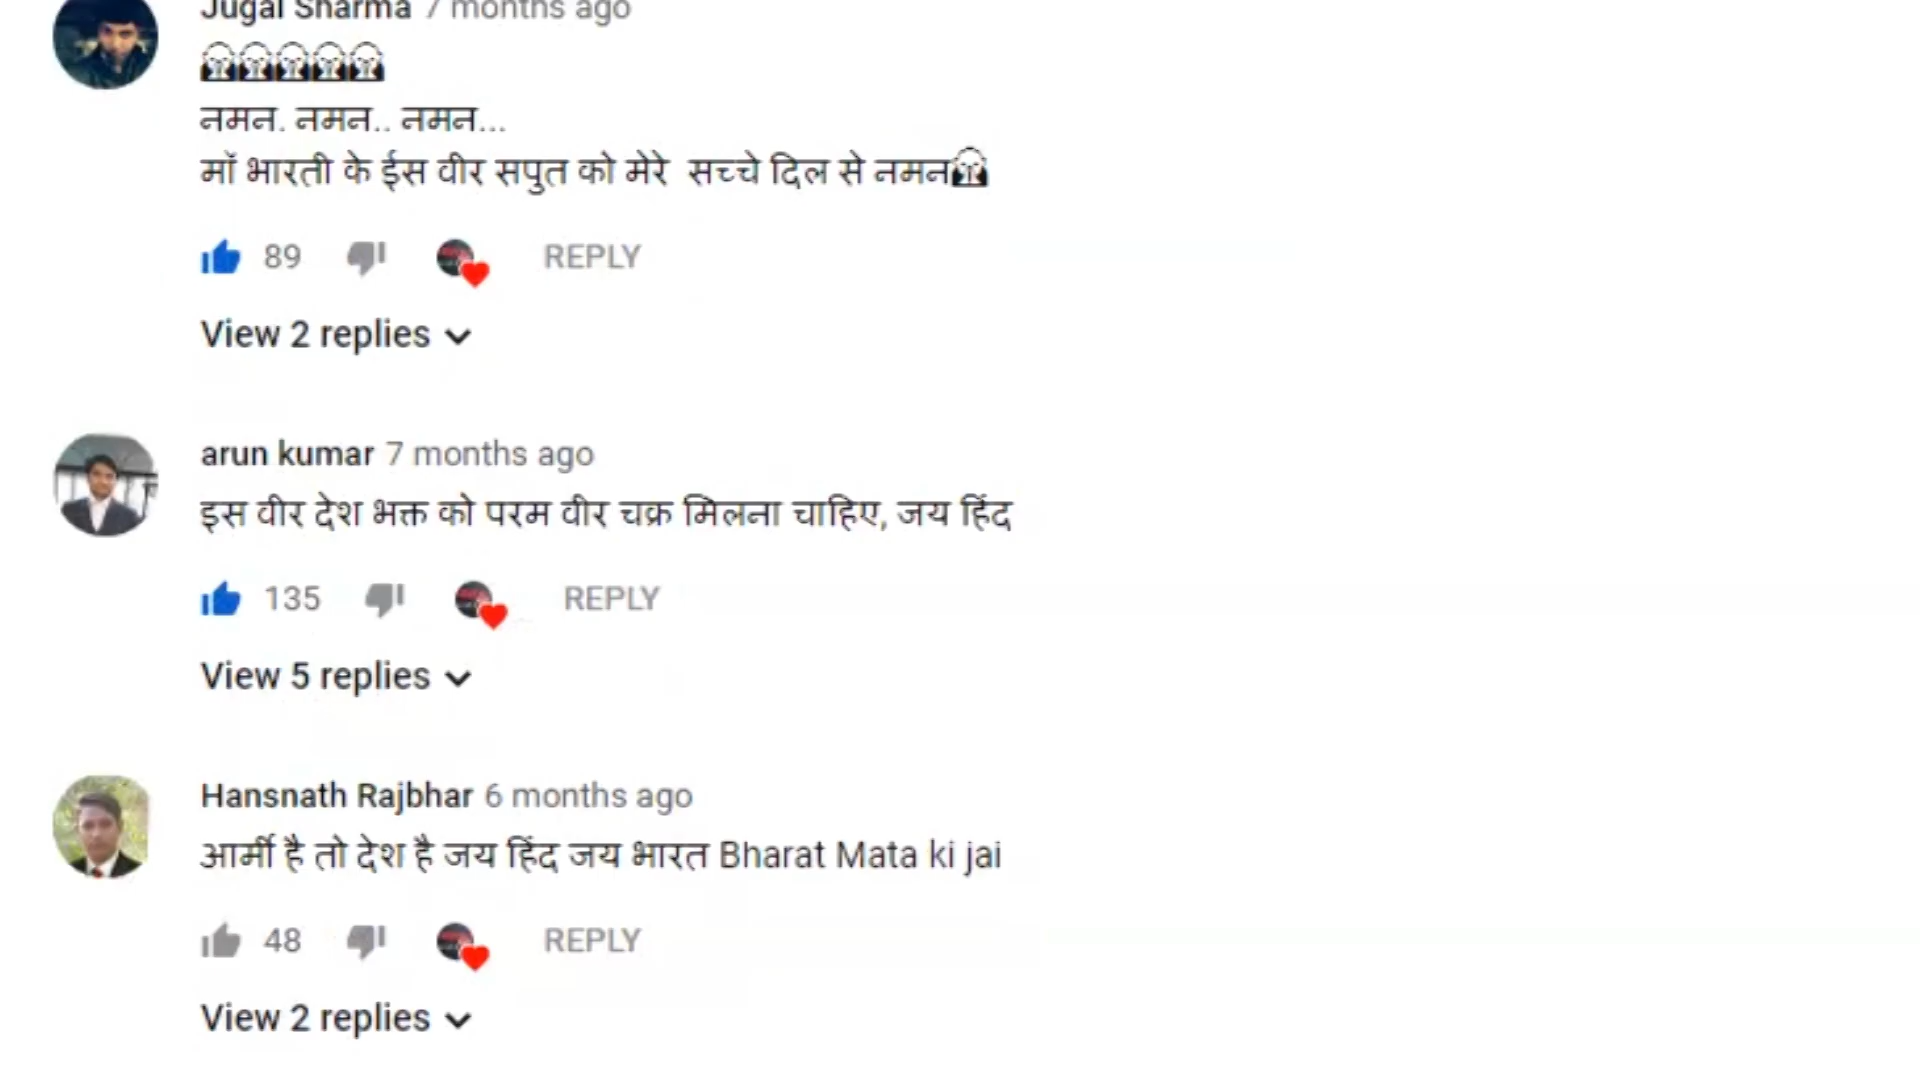 Jugal Sharma 7 months ago
नमन. नमन.. नमन...
मॉ भारती के ईस वीर सपुत को मेरे सच्चे दिल से नमन
89 REPLY
View 2 replies
arun kumar 7 months ago
इस वीर देश भक्त को परम वीर चक्र मिलना चाहिए, जय हिंद
135 REPLY
View 5 replies
Hansnath Rajbhar 6 months ago
आर्मी है तो देश है जय हिंद जय भारत Bharat Mata ki jai
48 REPLY
View 2 replies